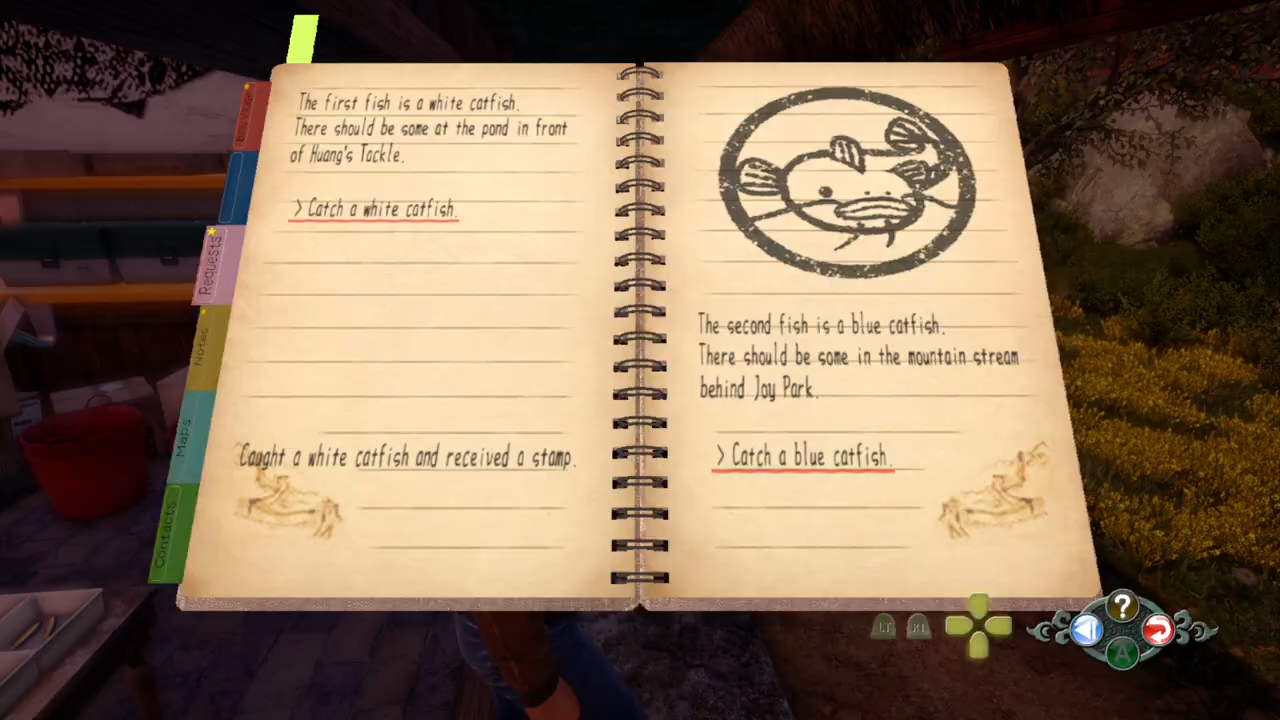 The first fish is a white catfish.
There should be some at the pond in front
of Huang's Tackle.
> Catch a white catfish.
Caught a white catfish and received a stamp.
The second fish is a blue catfish.
There should be some in the mountain stream
behind Joy Park.
> Catch a blue catfish.
Requests
Notes
Maps
Contacts
LT
RT
?
A